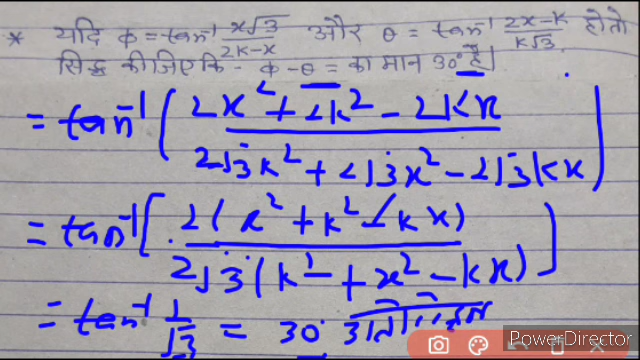 * यदि φ = tan⁻¹ x√3/2k-x और θ = tan⁻¹ 2x-k/k√3 हो तो
सिद्ध कीजिए कि φ-θ = का मान 30° है।
= tan⁻¹ ( 2x² + 2k² - 2kx / 2√3k² + 2√3x² - 2√3kx )
= tan⁻¹ [ 2(x² + k² - kx) / 2√3(k² + x² - kx) ]
= tan⁻¹ 1/√3 = 30
PowerDirector